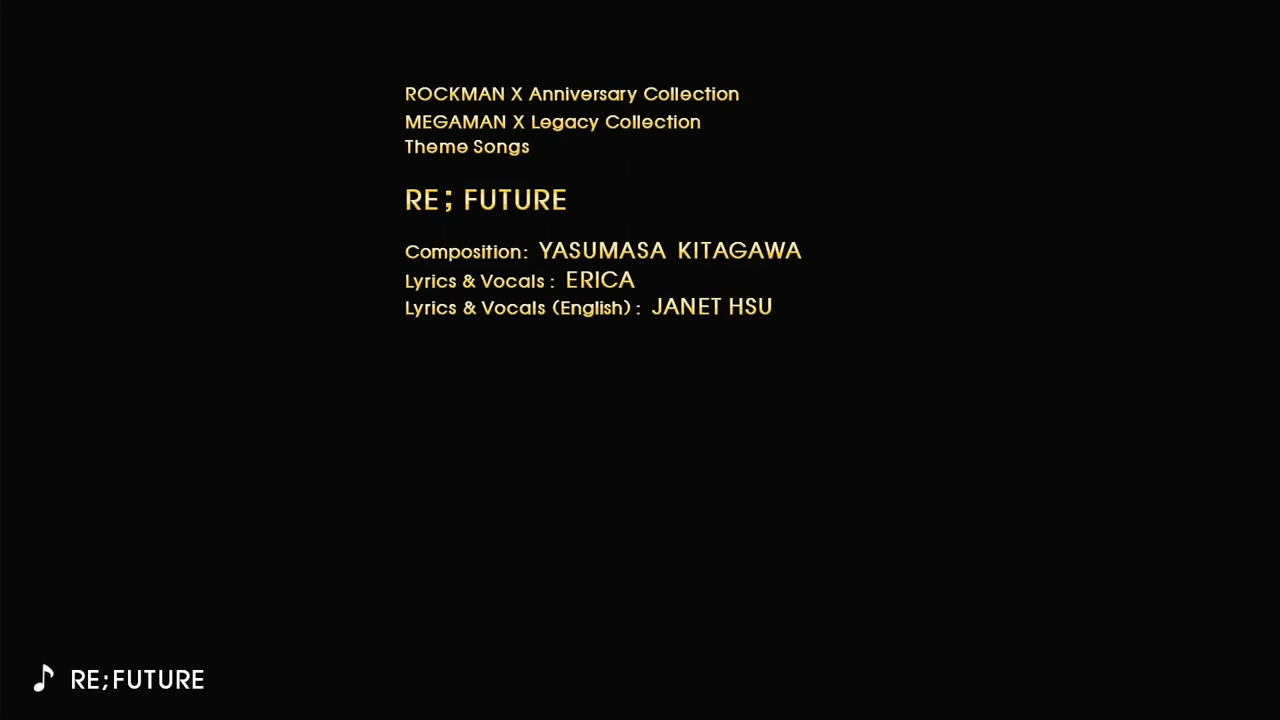 ROCKMAN X Anniversary Collection
MEGAMAN X Legacy Collection
Theme Songs
RE; FUTURE
Composition: YASUMASA KITAGAWA
Lyrics & Vocals : ERICA
Lyrics & Vocals (English) : JANET HSU
♪ RE;FUTURE